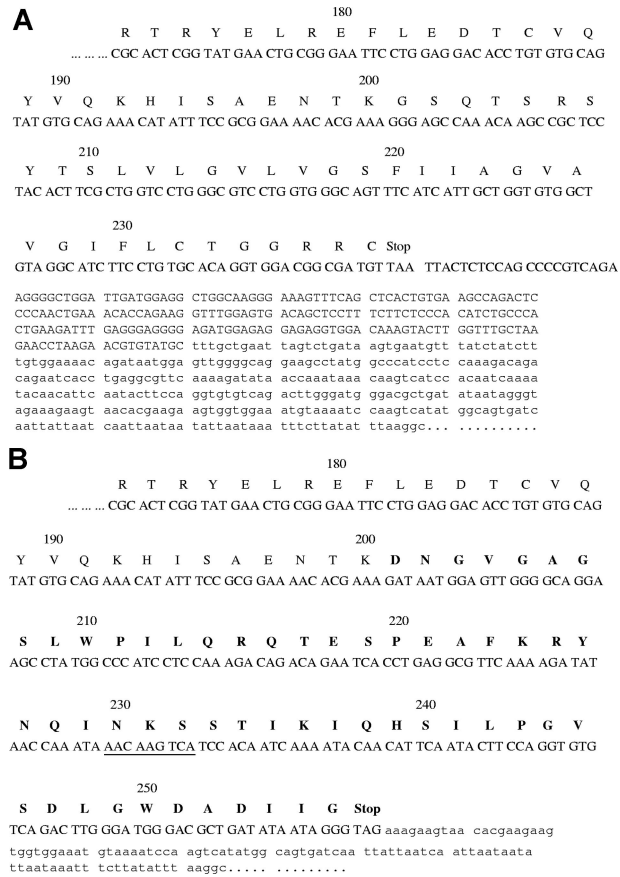 A
180
R T R Y E L R E F L E D T C V Q
... ... ... CGC ACT CGG TAT GAA CTG CGG GAA TTC CTG GAG GAC ACC TGT GTG CAG
190 200
Y V Q K H I S A E N T K G S Q T S R S
TAT GTG CAG AAA CAT ATT TCC GCG GAA AAC ACG AAA GGG AGC CAA ACA AGC CGC TCC
210 220
Y T S L V L G V L V G S F I I A G V A
TAC ACT TCG CTG GTC CTG GGC GTC CTG GTG GGC AGT TTC ATC ATT GCT GGT GTG GCT
230
V G I F L C T G G R R C Stop
GTA GGC ATC TTC CTG TGC ACA GGT GGA CGG CGA TGT TAA TTACTCTCCAG CCCCGTCAGA
AGGGGCTGGA TTGATGGAGG CTGGCAAGGG AAAGTTTCAG CTCACTGTGA AGCCAGACTC
CCCAACTGAA ACACCAGAAG GTTTGGAGTG ACAGCTCCTT TCTTCTCCCA CATCTGCCCA
CTGAAGATTT GAGGGAGGGG AGATGGAGAG GAGAGGTGGA CAAAGTACTT GGTTTGCTAA
GAACCTAAGA ACGTGTATGC tttgctgaat tagtctgata agtgaatgtt tatctatctt
tgtggaaaac agataatgga gttggggcag gaagcctatg gcccatcctc caaagacaga
cagaatcacc tgaggcgttc aaaagatata accaaataaa caagtcatcc acaatcaaaa
tacaacattc aatacttcca ggtgtgtcag acttgggatg ggacgctgat ataatagggt
agaaagaagt aacacgaaga agtggtggaa atgtaaaatc caagtcatat ggcagtgatc
aattattaat caattaataa tattaataaa tttcttatat ttaaggc... ..........
B
180
R T R Y E L R E F L E D T C V Q
... ... ... CGC ACT CGG TAT GAA CTG CGG GAA TTC CTG GAG GAC ACC TGT GTG CAG
190 200
Y V Q K H I S A E N T K D N G V G A G
TAT GTG CAG AAA CAT ATT TCC GCG GAA AAC ACG AAA GAT AAT GGA GTT GGG GCA GGA
210 220
S L W P I L Q R Q T E S P E A F K R Y
AGC CTA TGG CCC ATC CTC CAA AGA CAG ACA GAA TCA CCT GAG GCG TTC AAA AGA TAT
230 240
N Q I N K S S T I K I Q H S I L P G V
AAC CAA ATA AAC AAG TCA TCC ACA ATC AAA ATA CAA CAT TCA ATA CTT CCA GGT GTG
250
S D L G W D A D I I G Stop
TCA GAC TTG GGA TGG GAC GCT GAT ATA ATA GGG TAG aaagaagtaa cacgaagaag
tggtggaaat gtaaaatcca agtcatatgg cagtgatcaa ttattaatca attaataata
ttaataaatt tcttatattt aaggc..... .........